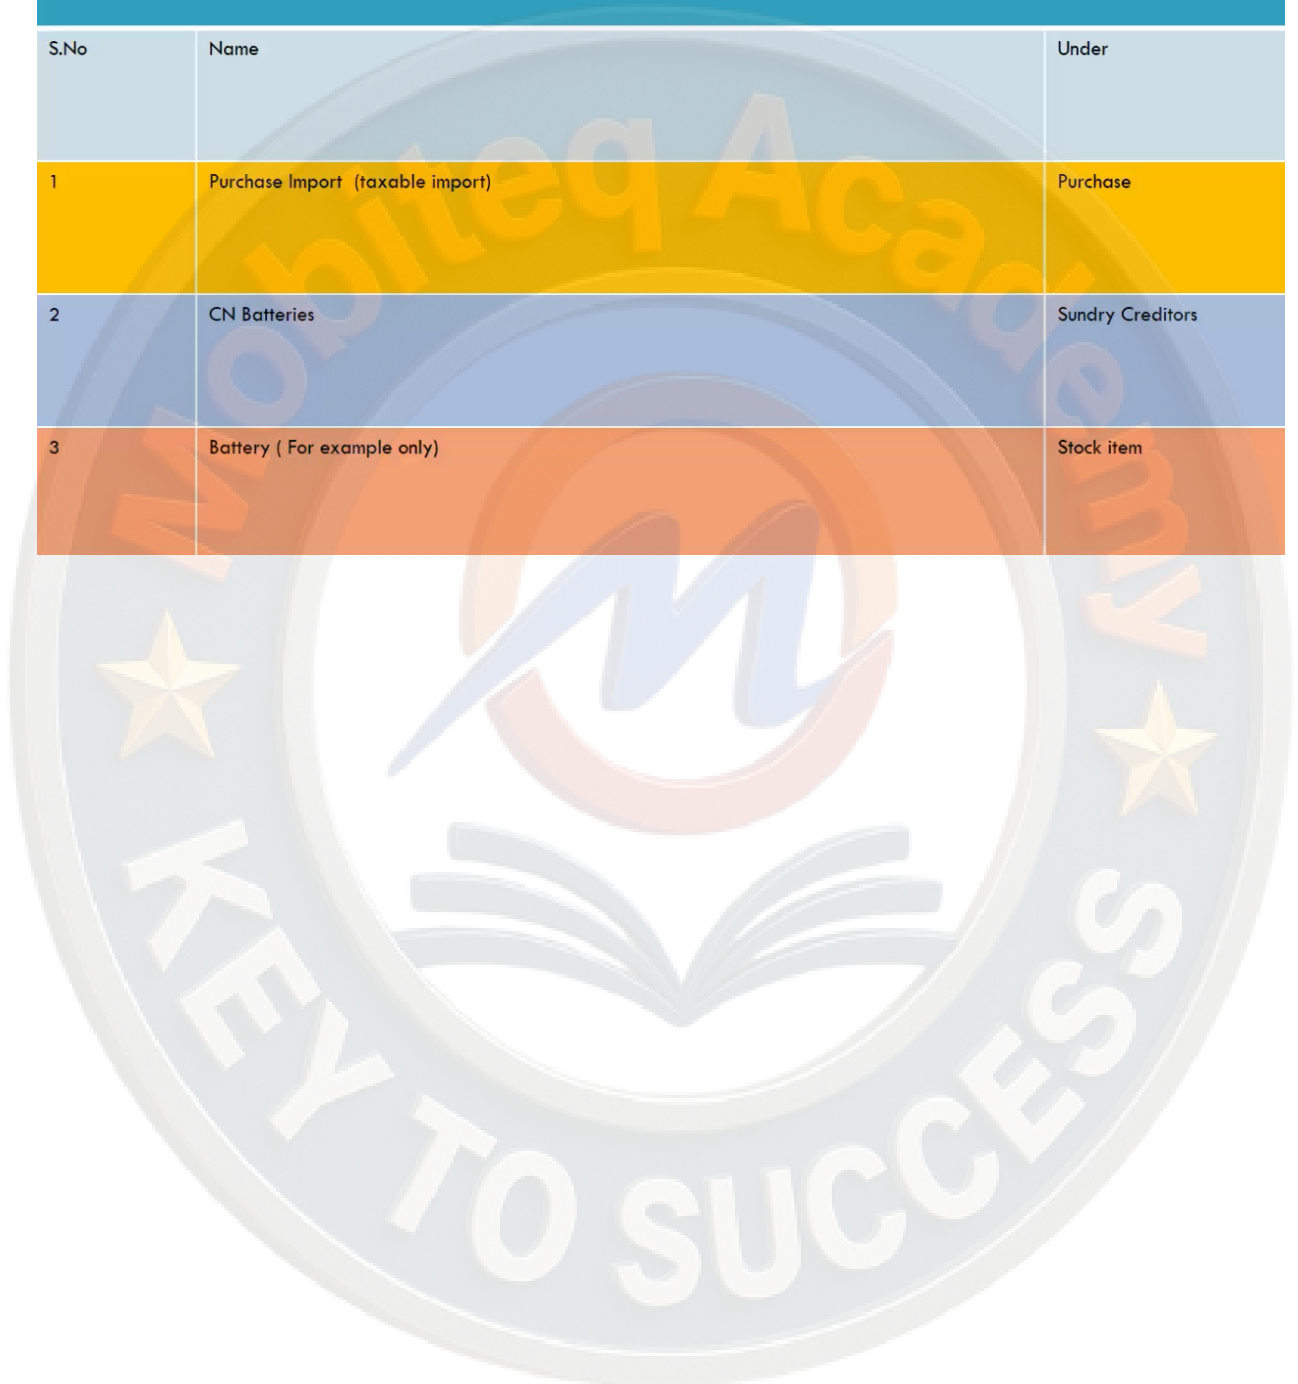 S.No Name Under
1 Purchase Import (taxable import) Purchase
2 CN Batteries Sundry Creditors
3 Battery ( For example only) Stock item
Mobiteq Academy
KEY TO SUCCESS